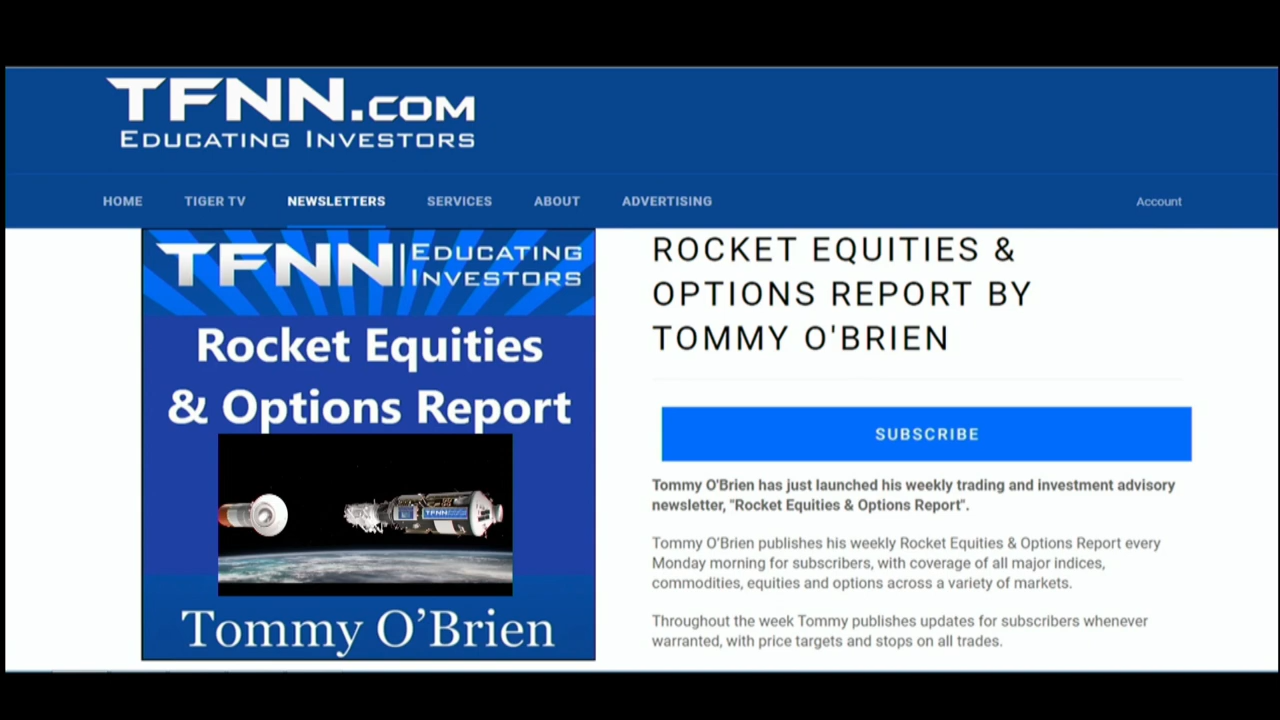 TFNN.COM
EDUCATING INVESTORS
HOME TIGER TV NEWSLETTERS SERVICES ABOUT ADVERTISING Account
TFNN EDUCATING
INVESTORS
Rocket Equities
& Options Report
TFNN
Tommy O’Brien
ROCKET EQUITIES &
OPTIONS REPORT BY
TOMMY O'BRIEN
SUBSCRIBE
Tommy O'Brien has just launched his weekly trading and investment advisory
newsletter, "Rocket Equities & Options Report".
Tommy O’Brien publishes his weekly Rocket Equities & Options Report every
Monday morning for subscribers, with coverage of all major indices,
commodities, equities and options across a variety of markets.
Throughout the week Tommy publishes updates for subscribers whenever
warranted, with price targets and stops on all trades.